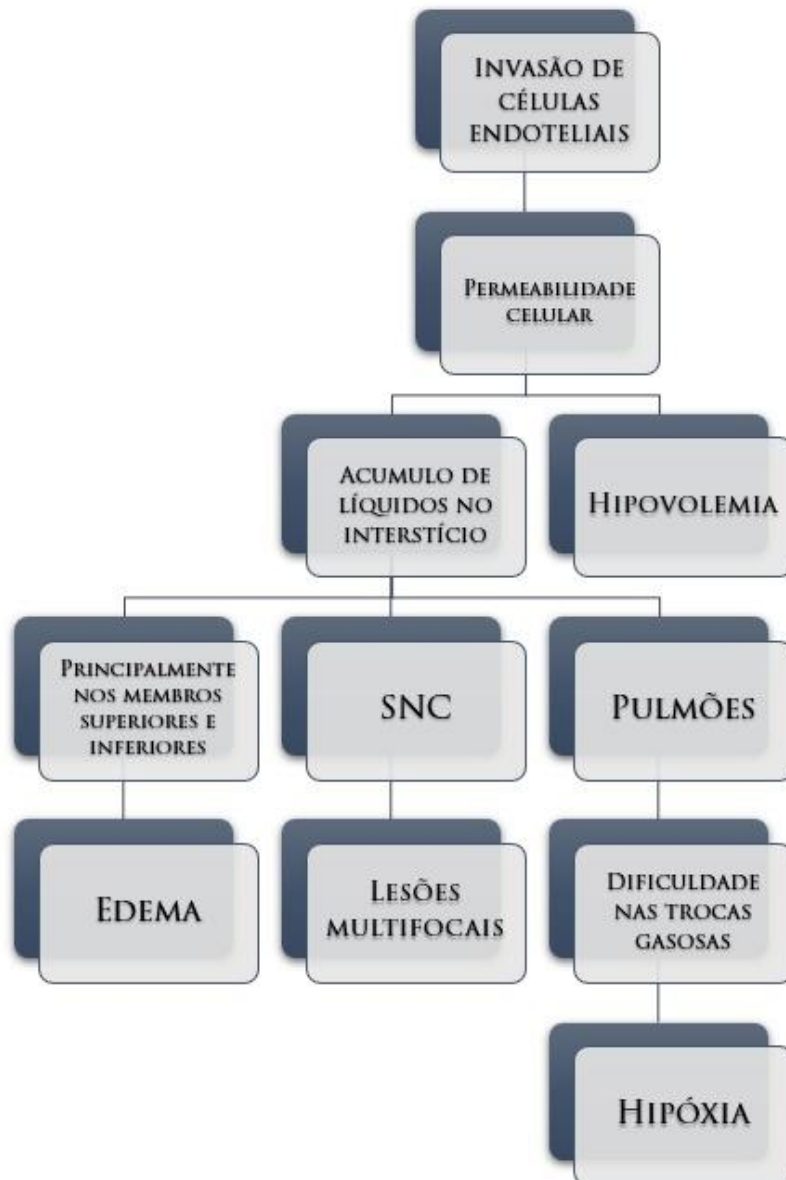 INVASÃO DE
CÉLULAS
ENDOTELIAIS
PERMEABILIDADE
CELULAR
ACUMULO DE
LÍQUIDOS NO
INTERSTÍCIO
HIPOVOLEMIA
PRINCIPALMENTE
NOS MEMBROS
SUPERIORES E
INFERIORES
SNC
PULMÕES
EDEMA
LESÕES
MULTIFOCAIS
DIFICULDADE
NAS TROCAS
GASOSAS
HIPÓXIA